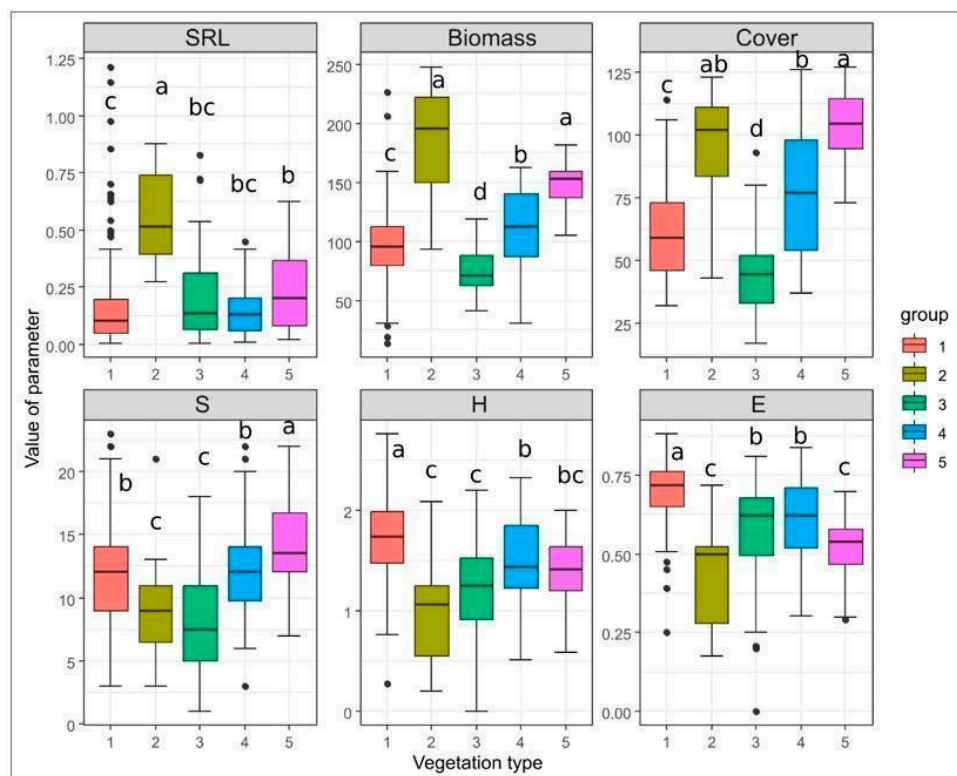 SRL Biomass Cover
1.25 1.00 0.75 0.50 0.25 0.00
c a bc bc b
1 2 3 4 5
250 200 150 100 50
c a d b a
1 2 3 4 5
125 100 75 50 25
c ab d b a
1 2 3 4 5
S H E
20 15 10 5 0
b c c b a
1 2 3 4 5
2 1 0
a c c b bc
1 2 3 4 5
0.75 0.50 0.25 0.00
a c b b c
1 2 3 4 5
Value of parameter
Vegetation type
group
1
2
3
4
5